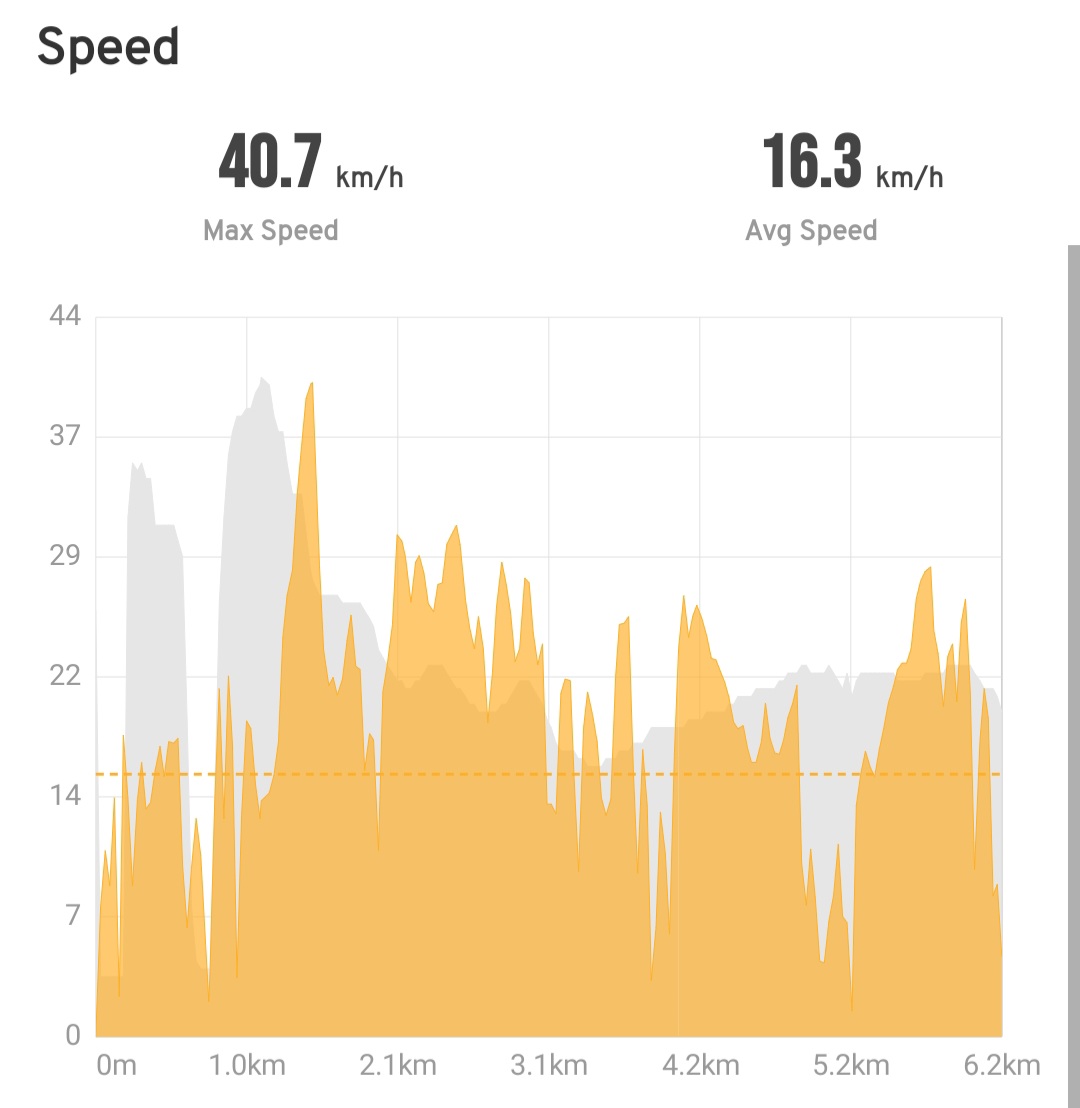 Speed
40.7 km/h
16.3 km/h
Max Speed
Avg Speed
44
37
29
22
14
7
0
0m
1.0km
2.1km
3.1km
4.2km
5.2km
6.2km